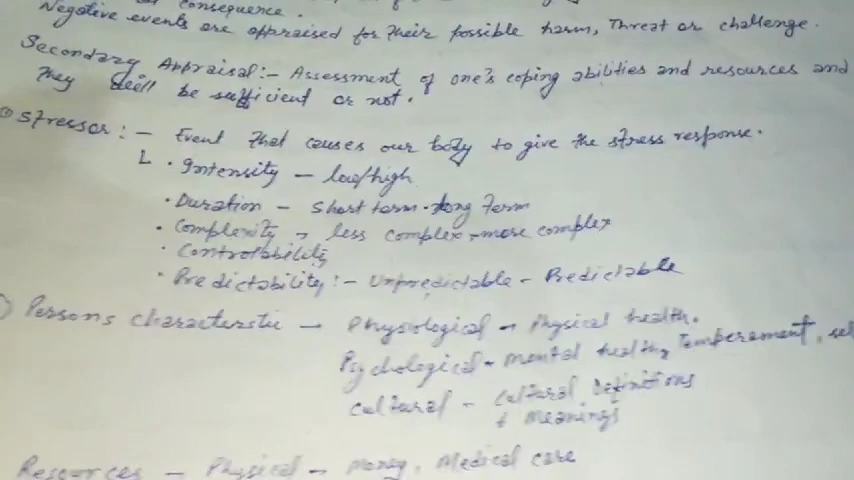 consequence.
Negative events are appraised for their possible harm, Threat or challenge.
Secondary Appraisal:- Assessment of one's coping abilities and resources and
they will be sufficient or not.
Stressor:- Event that causes our body to give the stress response.
• Intensity - low/high
• Duration - Short term - long Term
• Complexity → less complex - more complex
• Controlability
• Predictability:- Unpredictable - Predictable
Persons characterstic → Physiological → Physical health.
Psychological - mental health, Temperament, sel
Cultural - Cultural Definitions
+ meanings
Resources - Physical → Money, Medical care